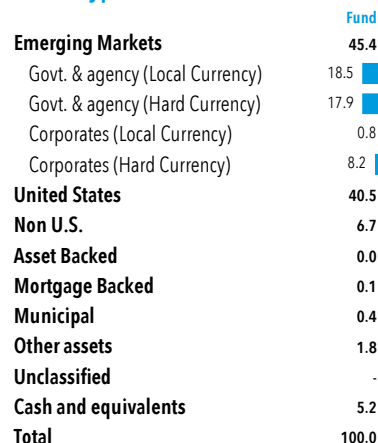 Fund
Emerging Markets 45.4
Govt. & agency (Local Currency) 18.5
Govt. & agency (Hard Currency) 17.9
Corporates (Local Currency) 0.8
Corporates (Hard Currency) 8.2
United States 40.5
Non U.S. 6.7
Asset Backed 0.0
Mortgage Backed 0.1
Municipal 0.4
Other assets 1.8
Unclassified -
Cash and equivalents 5.2
Total 100.0